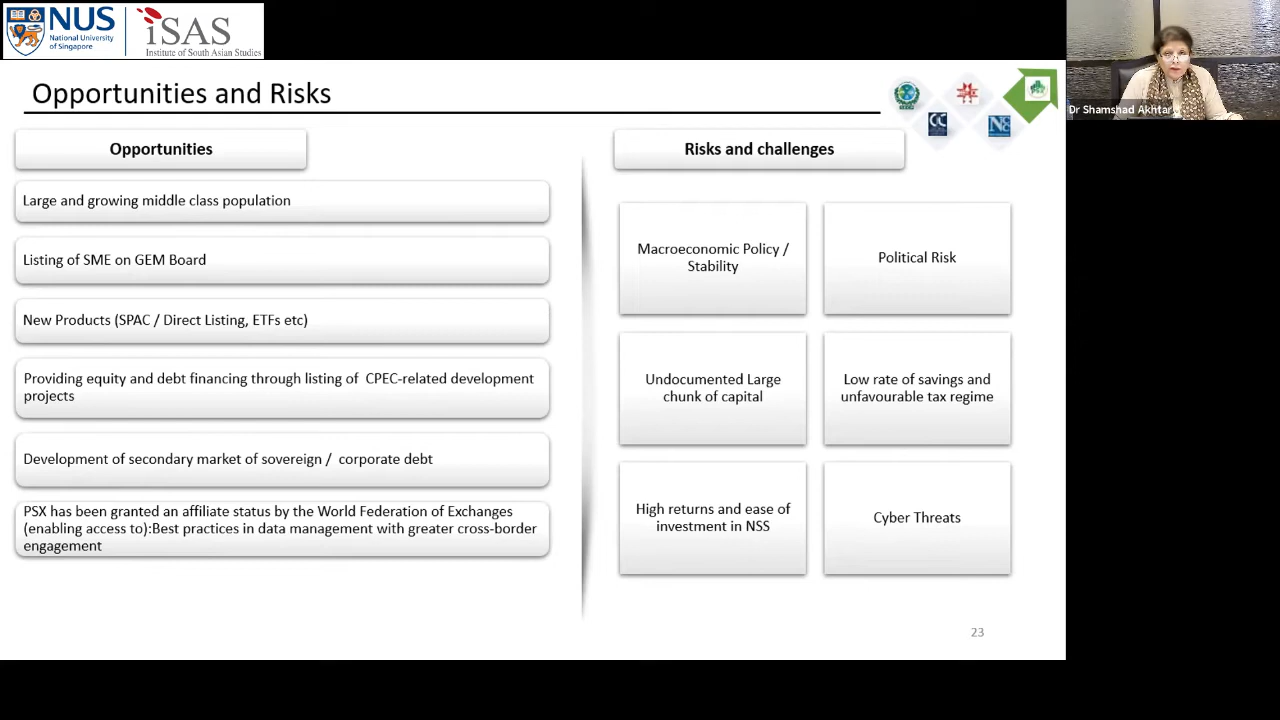 NUS
National University
of Singapore
iSAS
Institute of South Asian Studies
Dr Shamshad Akhtar
Opportunities and Risks
Opportunities
Large and growing middle class population
Listing of SME on GEM Board
New Products (SPAC / Direct Listing, ETFs etc)
Providing equity and debt financing through listing of CPEC-related development
projects
Development of secondary market of sovereign / corporate debt
PSX has been granted an affiliate status by the World Federation of Exchanges
(enabling access to):Best practices in data management with greater cross-border
engagement
Risks and challenges
Macroeconomic Policy /
Stability
Political Risk
Undocumented Large
chunk of capital
Low rate of savings and
unfavourable tax regime
High returns and ease of
investment in NSS
Cyber Threats
23